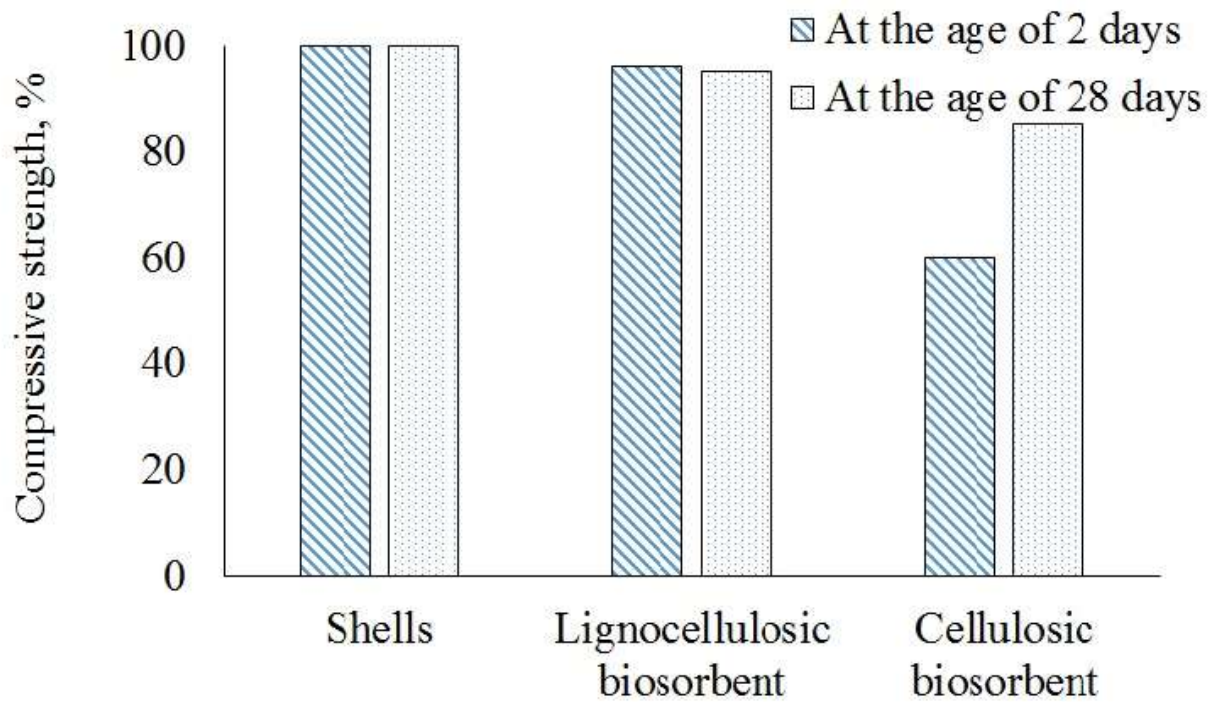 Compressive strength, %
100
80
60
40
20
0
At the age of 2 days
At the age of 28 days
Shells
Lignocellulosic
biosorbent
Cellulosic
biosorbent